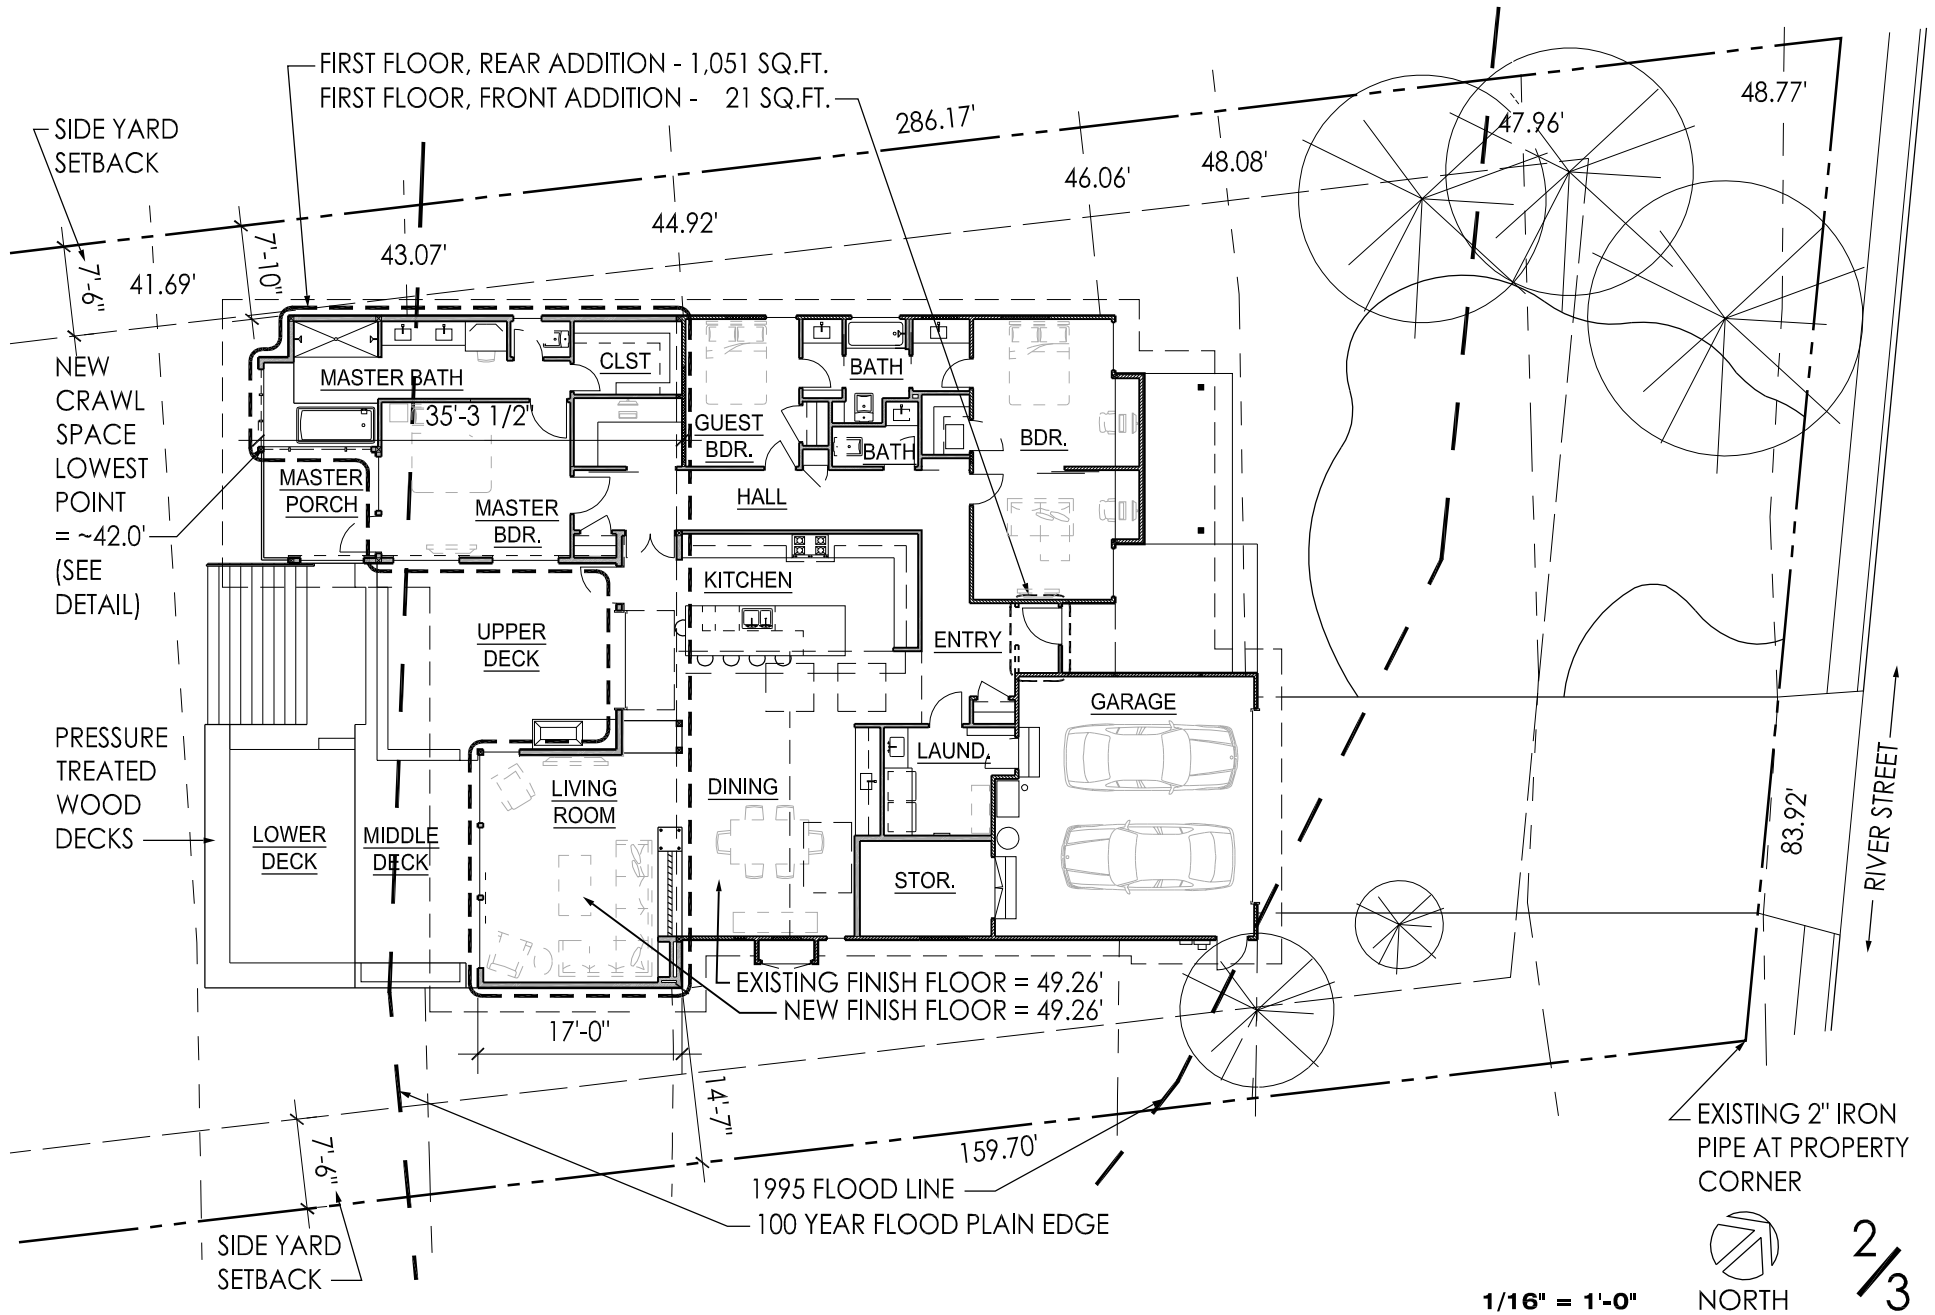 FIRST FLOOR, REAR ADDITION - 1,051 SQ.FT.
FIRST FLOOR, FRONT ADDITION - 21 SQ.FT.
SIDE YARD
SETBACK
286.17'
48.77'
47.96'
48.08'
46.06'
44.92'
43.07'
41.69'
7'-10"
7'-6"
NEW
CRAWL
SPACE
LOWEST
POINT
= ~42.0'
(SEE
DETAIL)
MASTER BATH
CLST
35'-3 1/2"
GUEST
BDR.
BATH
BATH
BDR.
MASTER
PORCH
MASTER
BDR.
HALL
KITCHEN
UPPER
DECK
ENTRY
GARAGE
LAUND.
PRESSURE
TREATED
WOOD
DECKS
LOWER
DECK
MIDDLE
DECK
LIVING
ROOM
DINING
STOR.
RIVER STREET
83.92'
EXISTING FINISH FLOOR = 49.26'
NEW FINISH FLOOR = 49.26'
17'-0"
14'-7"
7'-6"
159.70'
1995 FLOOD LINE
100 YEAR FLOOD PLAIN EDGE
SIDE YARD
SETBACK
EXISTING 2" IRON
PIPE AT PROPERTY
CORNER
1/16" = 1'-0"
NORTH
2/3